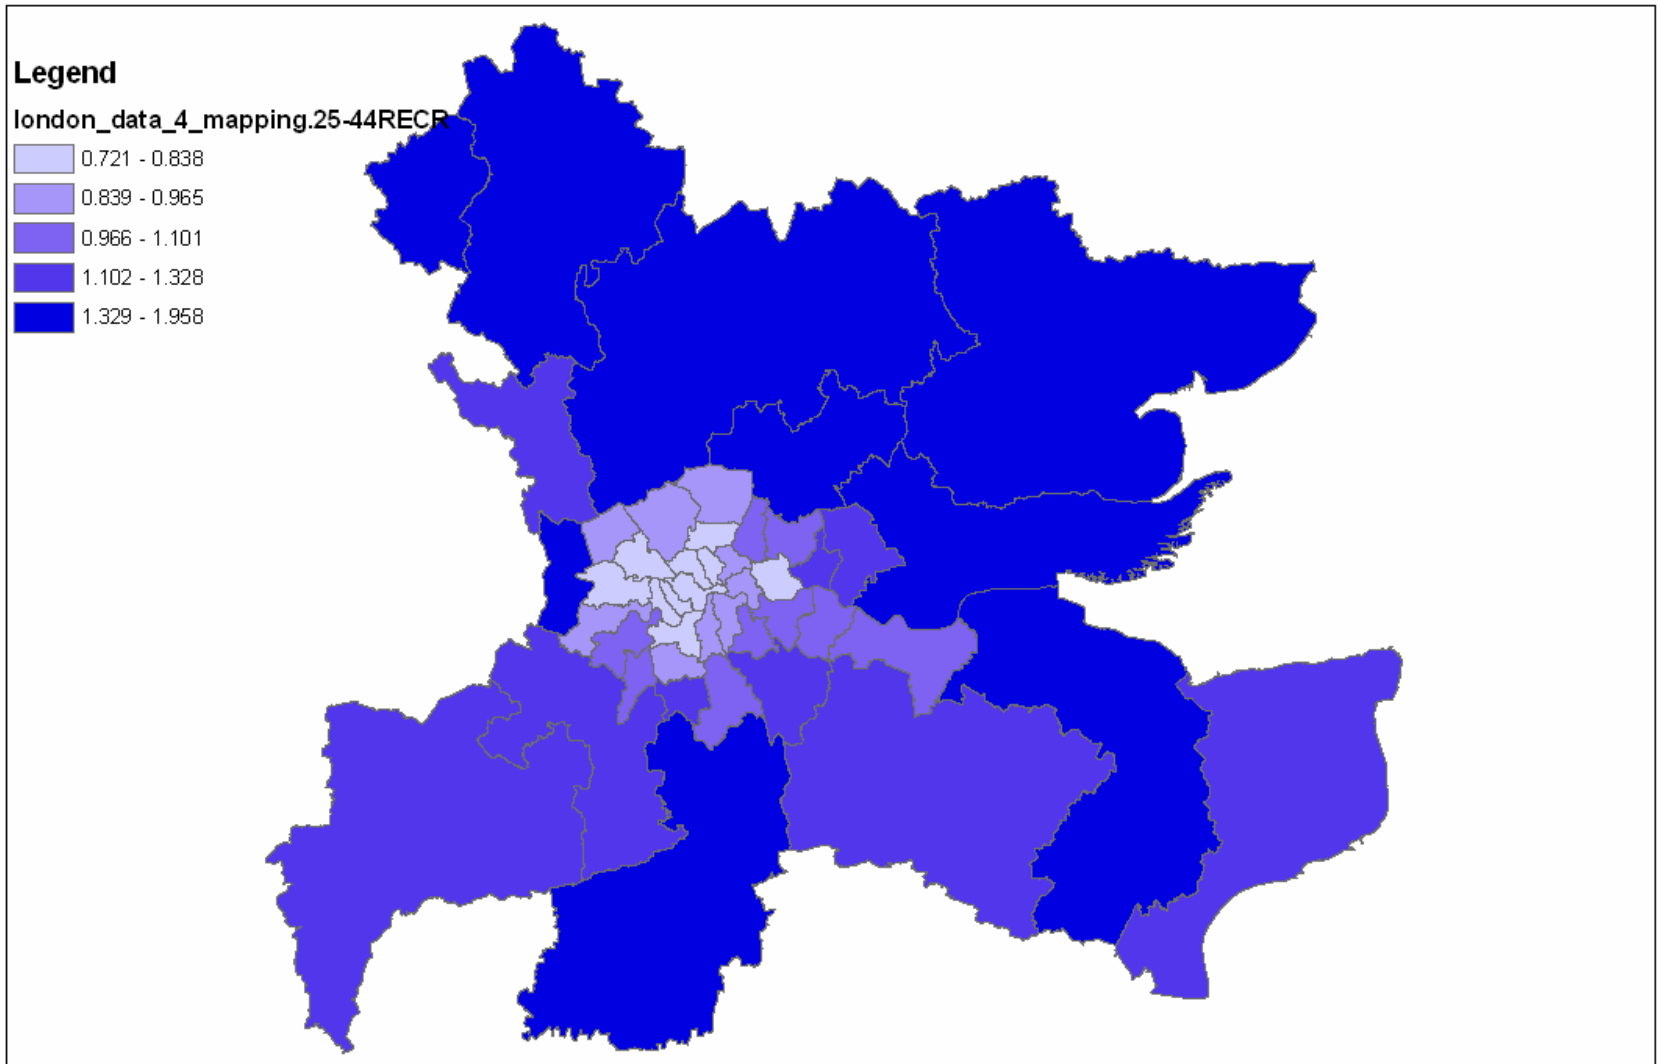 Legend
london_data_4_mapping.25-44RECR
0.721 - 0.838
0.839 - 0.965
0.966 - 1.101
1.102 - 1.328
1.329 - 1.958